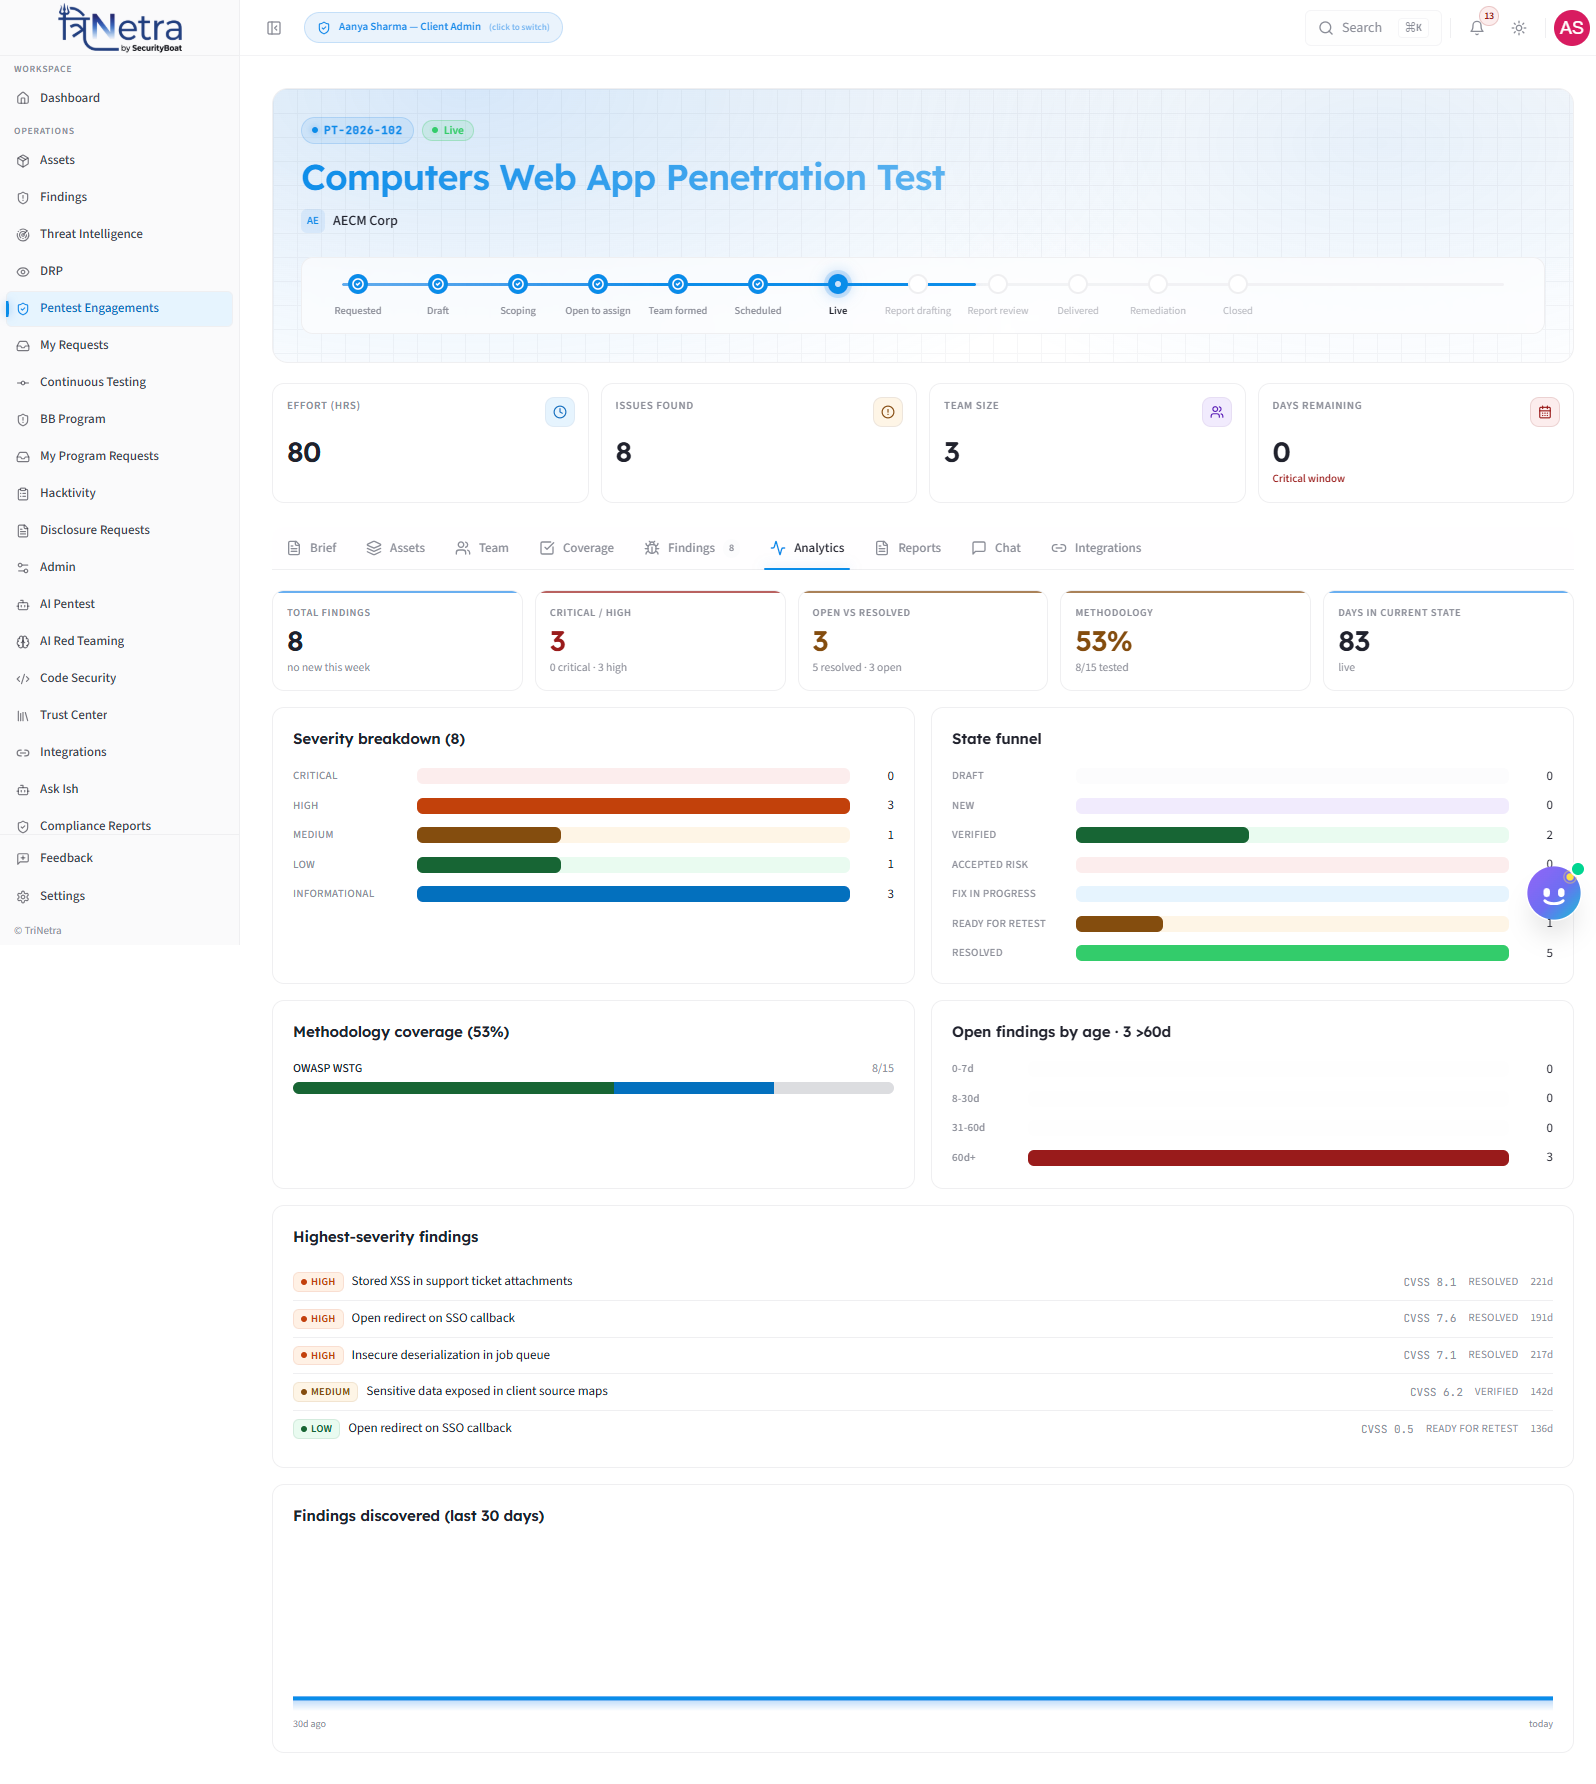 त्रिNetra
by SecurityBoat
Aanya Sharma — Client Admin (click to switch)
Search ⌘K
13
AS
WORKSPACE
Dashboard
OPERATIONS
Assets
Findings
Threat Intelligence
DRP
Pentest Engagements
My Requests
Continuous Testing
BB Program
My Program Requests
Hacktivity
Disclosure Requests
Admin
AI Pentest
AI Red Teaming
Code Security
Trust Center
Integrations
Ask Ish
Compliance Reports
Feedback
Settings
© TriNetra
PT-2026-102 Live
Computers Web App Penetration Test
AE AECM Corp
Requested Draft Scoping Open to assign Team formed Scheduled Live Report drafting Report review Delivered Remediation Closed
EFFORT (HRS)
80
ISSUES FOUND
8
TEAM SIZE
3
DAYS REMAINING
0
Critical window
Brief Assets Team Coverage Findings 8 Analytics Reports Chat Integrations
TOTAL FINDINGS
8
no new this week
CRITICAL / HIGH
3
0 critical · 3 high
OPEN VS RESOLVED
3
5 resolved · 3 open
METHODOLOGY
53%
8/15 tested
DAYS IN CURRENT STATE
83
live
Severity breakdown (8)
CRITICAL 0
HIGH 3
MEDIUM 1
LOW 1
INFORMATIONAL 3
State funnel
DRAFT 0
NEW 0
VERIFIED 2
ACCEPTED RISK 0
FIX IN PROGRESS
READY FOR RETEST 1
RESOLVED 5
Methodology coverage (53%)
OWASP WSTG 8/15
Open findings by age · 3 >60d
0-7d 0
8-30d 0
31-60d 0
60d+ 3
Highest-severity findings
HIGH Stored XSS in support ticket attachments CVSS 8.1 RESOLVED 221d
HIGH Open redirect on SSO callback CVSS 7.6 RESOLVED 191d
HIGH Insecure deserialization in job queue CVSS 7.1 RESOLVED 217d
MEDIUM Sensitive data exposed in client source maps CVSS 6.2 VERIFIED 142d
LOW Open redirect on SSO callback CVSS 0.5 READY FOR RETEST 136d
Findings discovered (last 30 days)
30d ago today